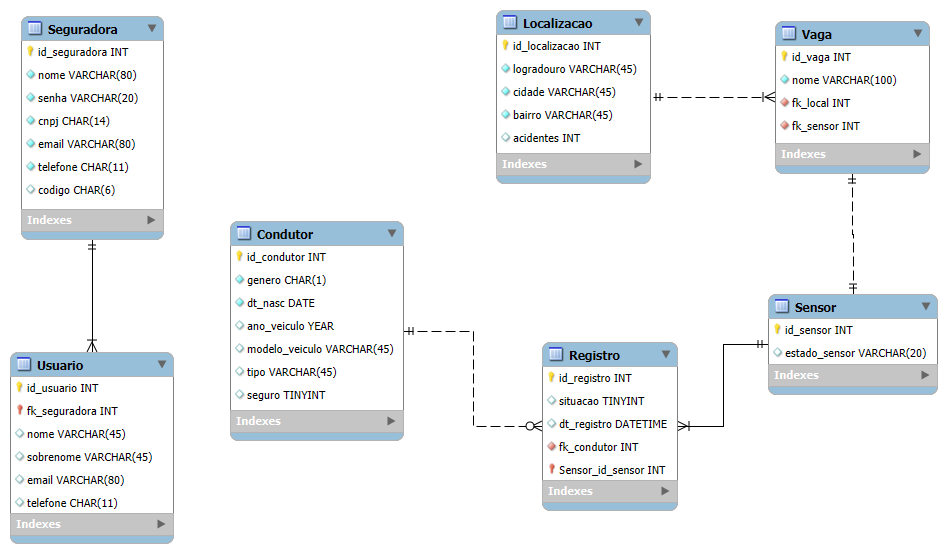 Seguradora
id_seguradora INT
nome VARCHAR(80)
senha VARCHAR(20)
cnpj CHAR(14)
email VARCHAR(80)
telefone CHAR(11)
codigo CHAR(6)
Indexes
Usuario
id_usuario INT
fk_seguradora INT
nome VARCHAR(45)
sobrenome VARCHAR(45)
email VARCHAR(80)
telefone CHAR(11)
Indexes
Condutor
id_condutor INT
genero CHAR(1)
dt_nasc DATE
ano_veiculo YEAR
modelo_veiculo VARCHAR(45)
tipo VARCHAR(45)
seguro TINYINT
Indexes
Localizacao
id_localizacao INT
logradouro VARCHAR(45)
cidade VARCHAR(45)
bairro VARCHAR(45)
acidentes INT
Indexes
Registro
id_registro INT
situacao TINYINT
dt_registro DATETIME
fk_condutor INT
Sensor_id_sensor INT
Indexes
Vaga
id_vaga INT
nome VARCHAR(100)
fk_local INT
fk_sensor INT
Indexes
Sensor
id_sensor INT
estado_sensor VARCHAR(20)
Indexes